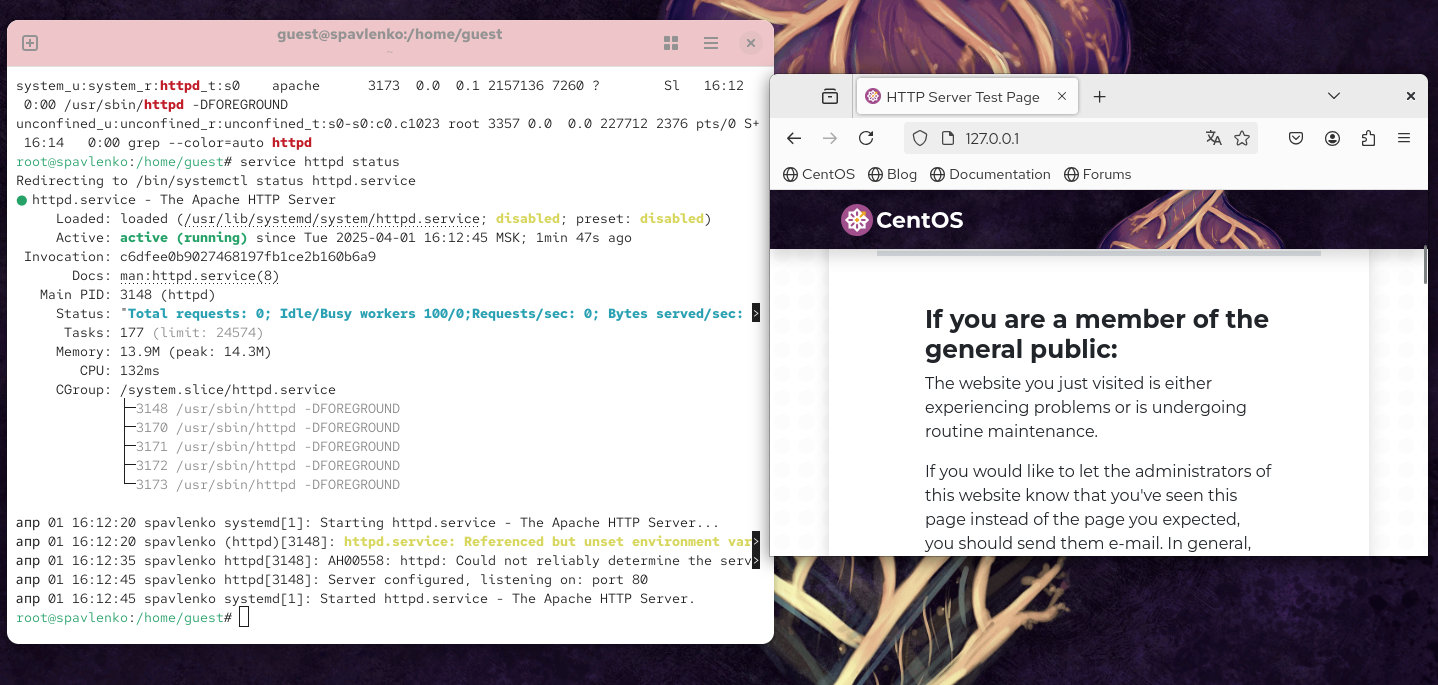 guest@spavlenko:/home/guest
~
system_u:system_r:httpd_t:s0    apache      3173  0.0  0.1 2157136 7260 ?        Sl   16:12
 0:00 /usr/sbin/httpd -DFOREGROUND
unconfined_u:unconfined_r:unconfined_t:s0-s0:c0.c1023 root 3357 0.0  0.0 227712 2376 pts/0 S+
 16:14   0:00 grep --color=auto httpd
root@spavlenko:/home/guest# service httpd status
Redirecting to /bin/systemctl status httpd.service
● httpd.service - The Apache HTTP Server
     Loaded: loaded (/usr/lib/systemd/system/httpd.service; disabled; preset: disabled)
     Active: active (running) since Tue 2025-04-01 16:12:45 MSK; 1min 47s ago
 Invocation: c6dfee0b9027468197fb1ce2b160b6a9
       Docs: man:httpd.service(8)
   Main PID: 3148 (httpd)
     Status: "Total requests: 0; Idle/Busy workers 100/0;Requests/sec: 0; Bytes served/sec: >
      Tasks: 177 (limit: 24574)
     Memory: 13.9M (peak: 14.3M)
        CPU: 132ms
     CGroup: /system.slice/httpd.service
             ├─3148 /usr/sbin/httpd -DFOREGROUND
             ├─3170 /usr/sbin/httpd -DFOREGROUND
             ├─3171 /usr/sbin/httpd -DFOREGROUND
             ├─3172 /usr/sbin/httpd -DFOREGROUND
             └─3173 /usr/sbin/httpd -DFOREGROUND
апр 01 16:12:20 spavlenko systemd[1]: Starting httpd.service - The Apache HTTP Server...
апр 01 16:12:20 spavlenko (httpd)[3148]: httpd.service: Referenced but unset environment var>
апр 01 16:12:35 spavlenko httpd[3148]: AH00558: httpd: Could not reliably determine the serv>
апр 01 16:12:45 spavlenko httpd[3148]: Server configured, listening on: port 80
апр 01 16:12:45 spavlenko systemd[1]: Started httpd.service - The Apache HTTP Server.
root@spavlenko:/home/guest#
HTTP Server Test Page
127.0.0.1
CentOS Blog Documentation Forums
CentOS
If you are a member of the
general public:
The website you just visited is either
experiencing problems or is undergoing
routine maintenance.
If you would like to let the administrators of
this website know that you've seen this
page instead of the page you expected,
you should send them e-mail. In general,